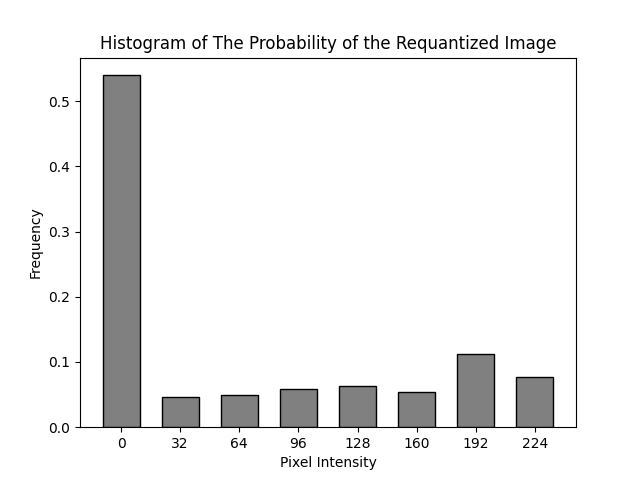 Histogram of The Probability of the Requantized Image
0.5
0.4
0.3
0.2
0.1
0.0
Frequency
0 32 64 96 128 160 192 224
Pixel Intensity